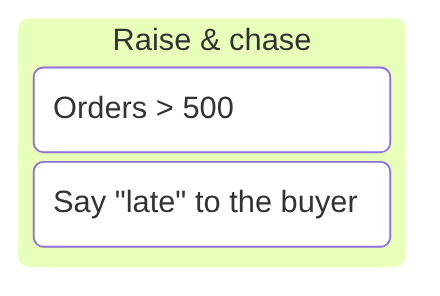 Raise & chase
Orders > 500
Say "late" to the buyer